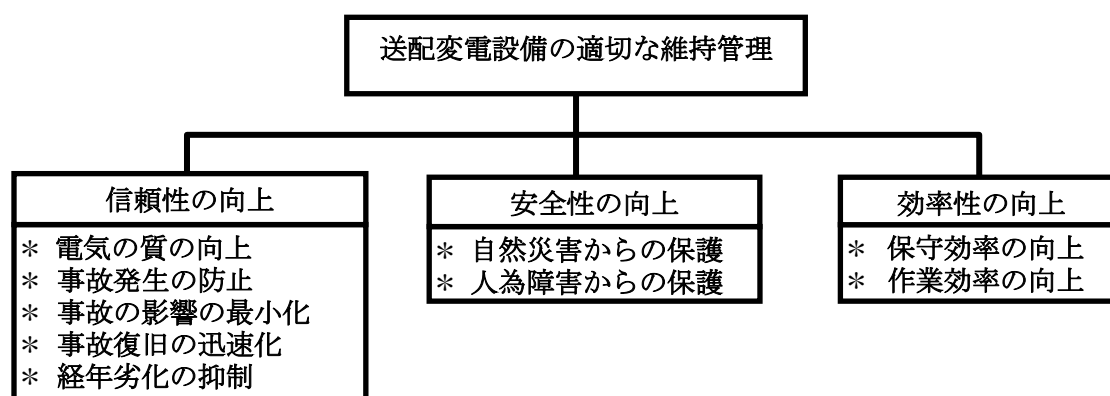 送配変電設備の適切な維持管理
信頼性の向上
＊ 電気の質の向上
＊ 事故発生の防止
＊ 事故の影響の最小化
＊ 事故復旧の迅速化
＊ 経年劣化の抑制
安全性の向上
＊ 自然災害からの保護
＊ 人為障害からの保護
効率性の向上
＊ 保守効率の向上
＊ 作業効率の向上